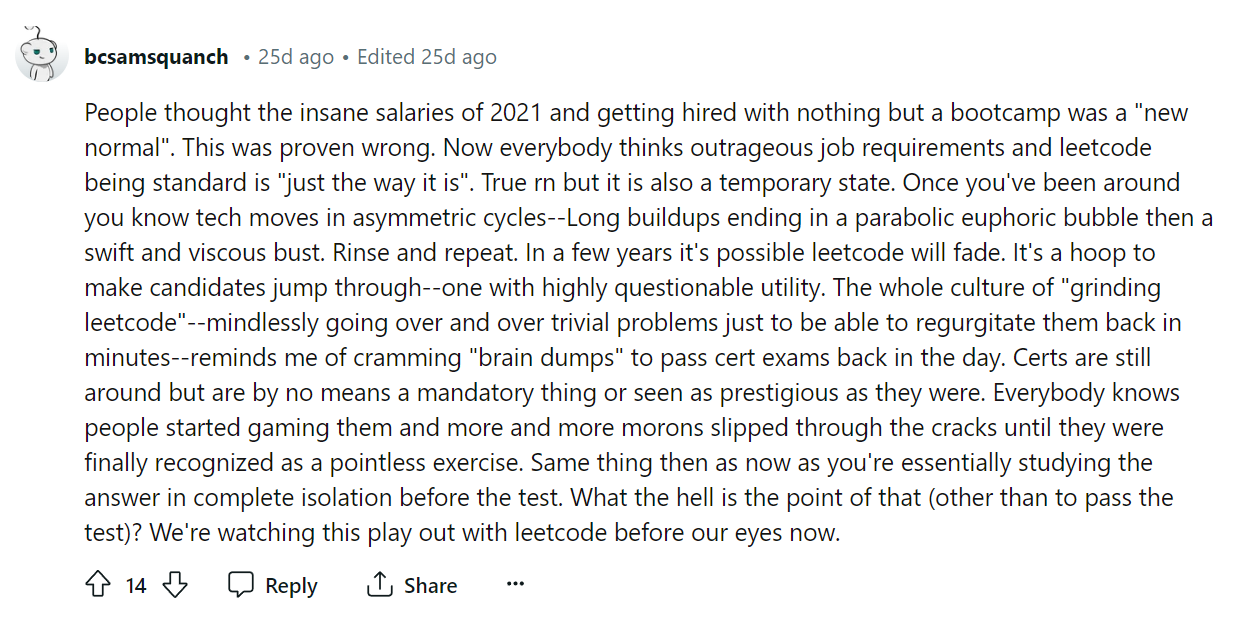 bcsamsquanch • 25d ago • Edited 25d ago
People thought the insane salaries of 2021 and getting hired with nothing but a bootcamp was a "new
normal". This was proven wrong. Now everybody thinks outrageous job requirements and leetcode
being standard is "just the way it is". True rn but it is also a temporary state. Once you've been around
you know tech moves in asymmetric cycles--Long buildups ending in a parabolic euphoric bubble then a
swift and viscous bust. Rinse and repeat. In a few years it's possible leetcode will fade. It's a hoop to
make candidates jump through--one with highly questionable utility. The whole culture of "grinding
leetcode"--mindlessly going over and over trivial problems just to be able to regurgitate them back in
minutes--reminds me of cramming "brain dumps" to pass cert exams back in the day. Certs are still
around but are by no means a mandatory thing or seen as prestigious as they were. Everybody knows
people started gaming them and more and more morons slipped through the cracks until they were
finally recognized as a pointless exercise. Same thing then as now as you're essentially studying the
answer in complete isolation before the test. What the hell is the point of that (other than to pass the
test)? We're watching this play out with leetcode before our eyes now.
14 Reply Share ...